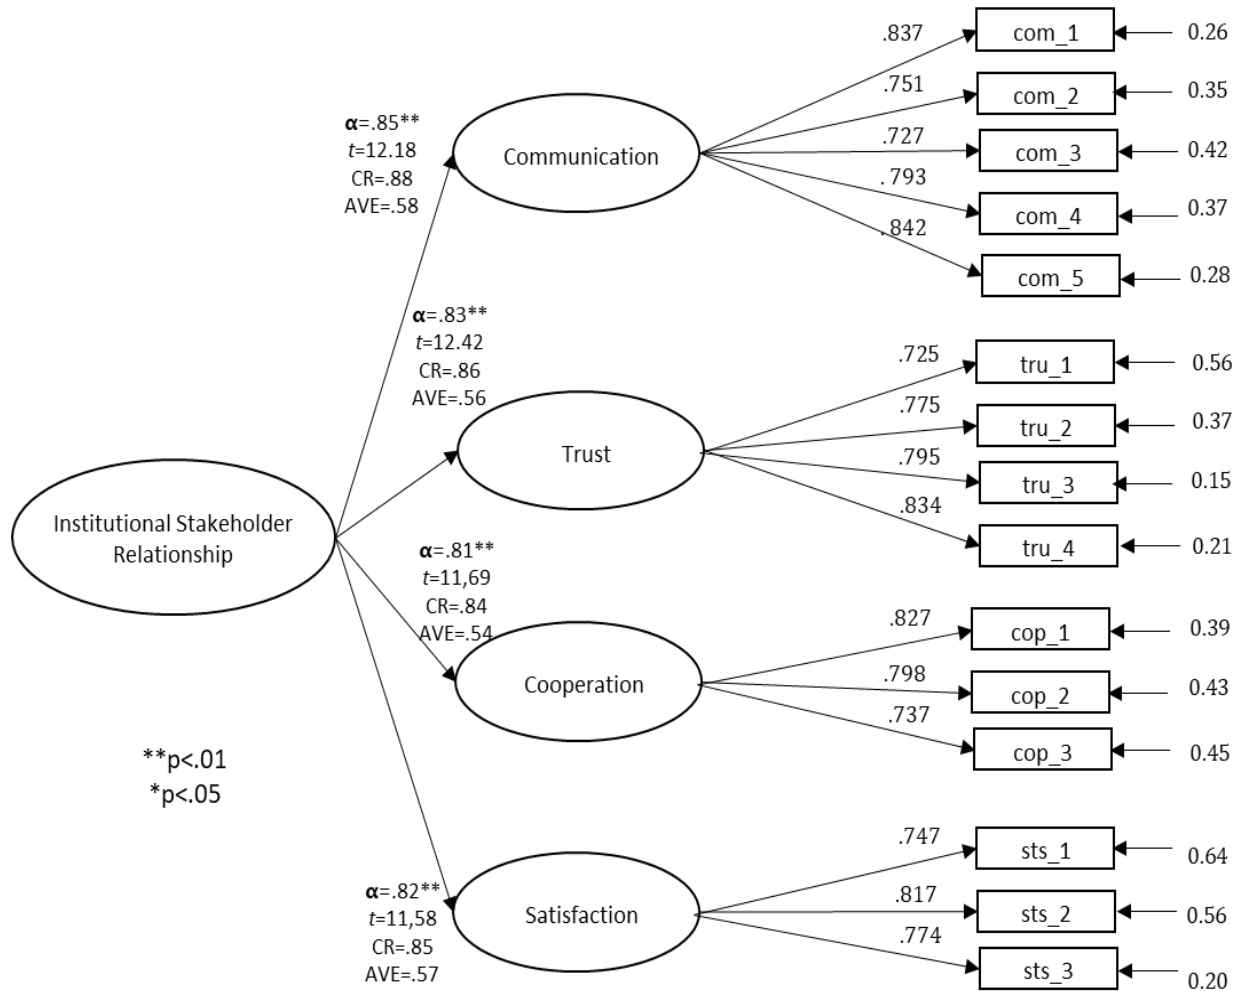 .837
com_1
0.26
.751
com_2
0.35
α=.85**
t=12.18
CR=.88
AVE=.58
Communication
.727
com_3
0.42
.793
com_4
0.37
.842
com_5
0.28
α=.83**
t=12.42
CR=.86
AVE=.56
Trust
.725
tru_1
0.56
.775
tru_2
0.37
.795
tru_3
0.15
.834
tru_4
0.21
Institutional Stakeholder
Relationship
α=.81**
t=11,69
CR=.84
AVE=.54
Cooperation
.827
cop_1
0.39
.798
cop_2
0.43
.737
cop_3
0.45
**p<.01
*p<.05
α=.82**
t=11,58
CR=.85
AVE=.57
Satisfaction
.747
sts_1
0.64
.817
sts_2
0.56
.774
sts_3
0.20